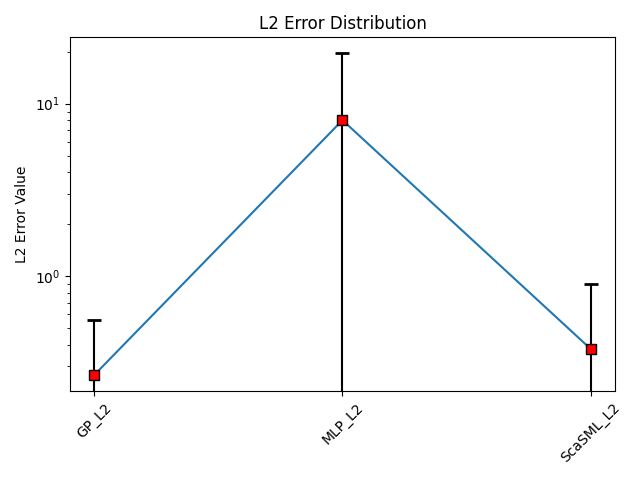 L2 Error Distribution
L2 Error Value
10¹
10⁰
GP_L2
MLP_L2
ScaSML_L2